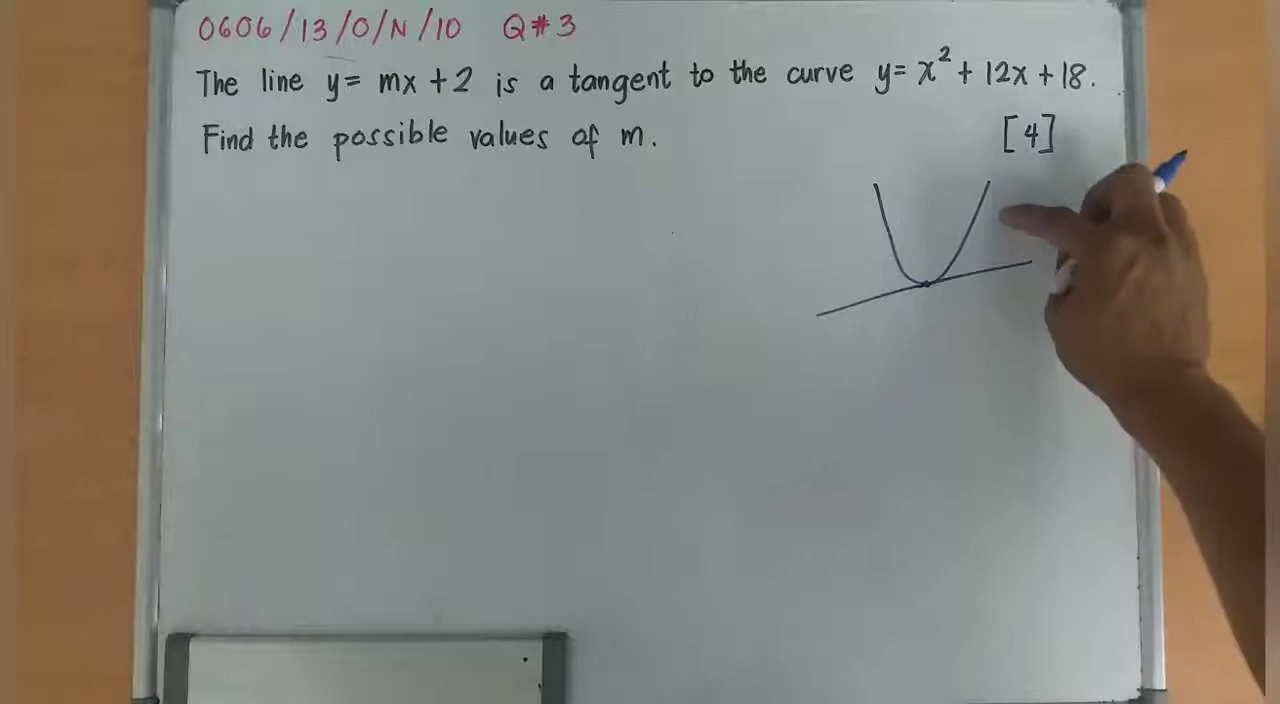 0606/13/O/N/10 Q#3
The line y= mx +2 is a tangent to the curve y= x² + 12x +18.
Find the possible values of m. [4]